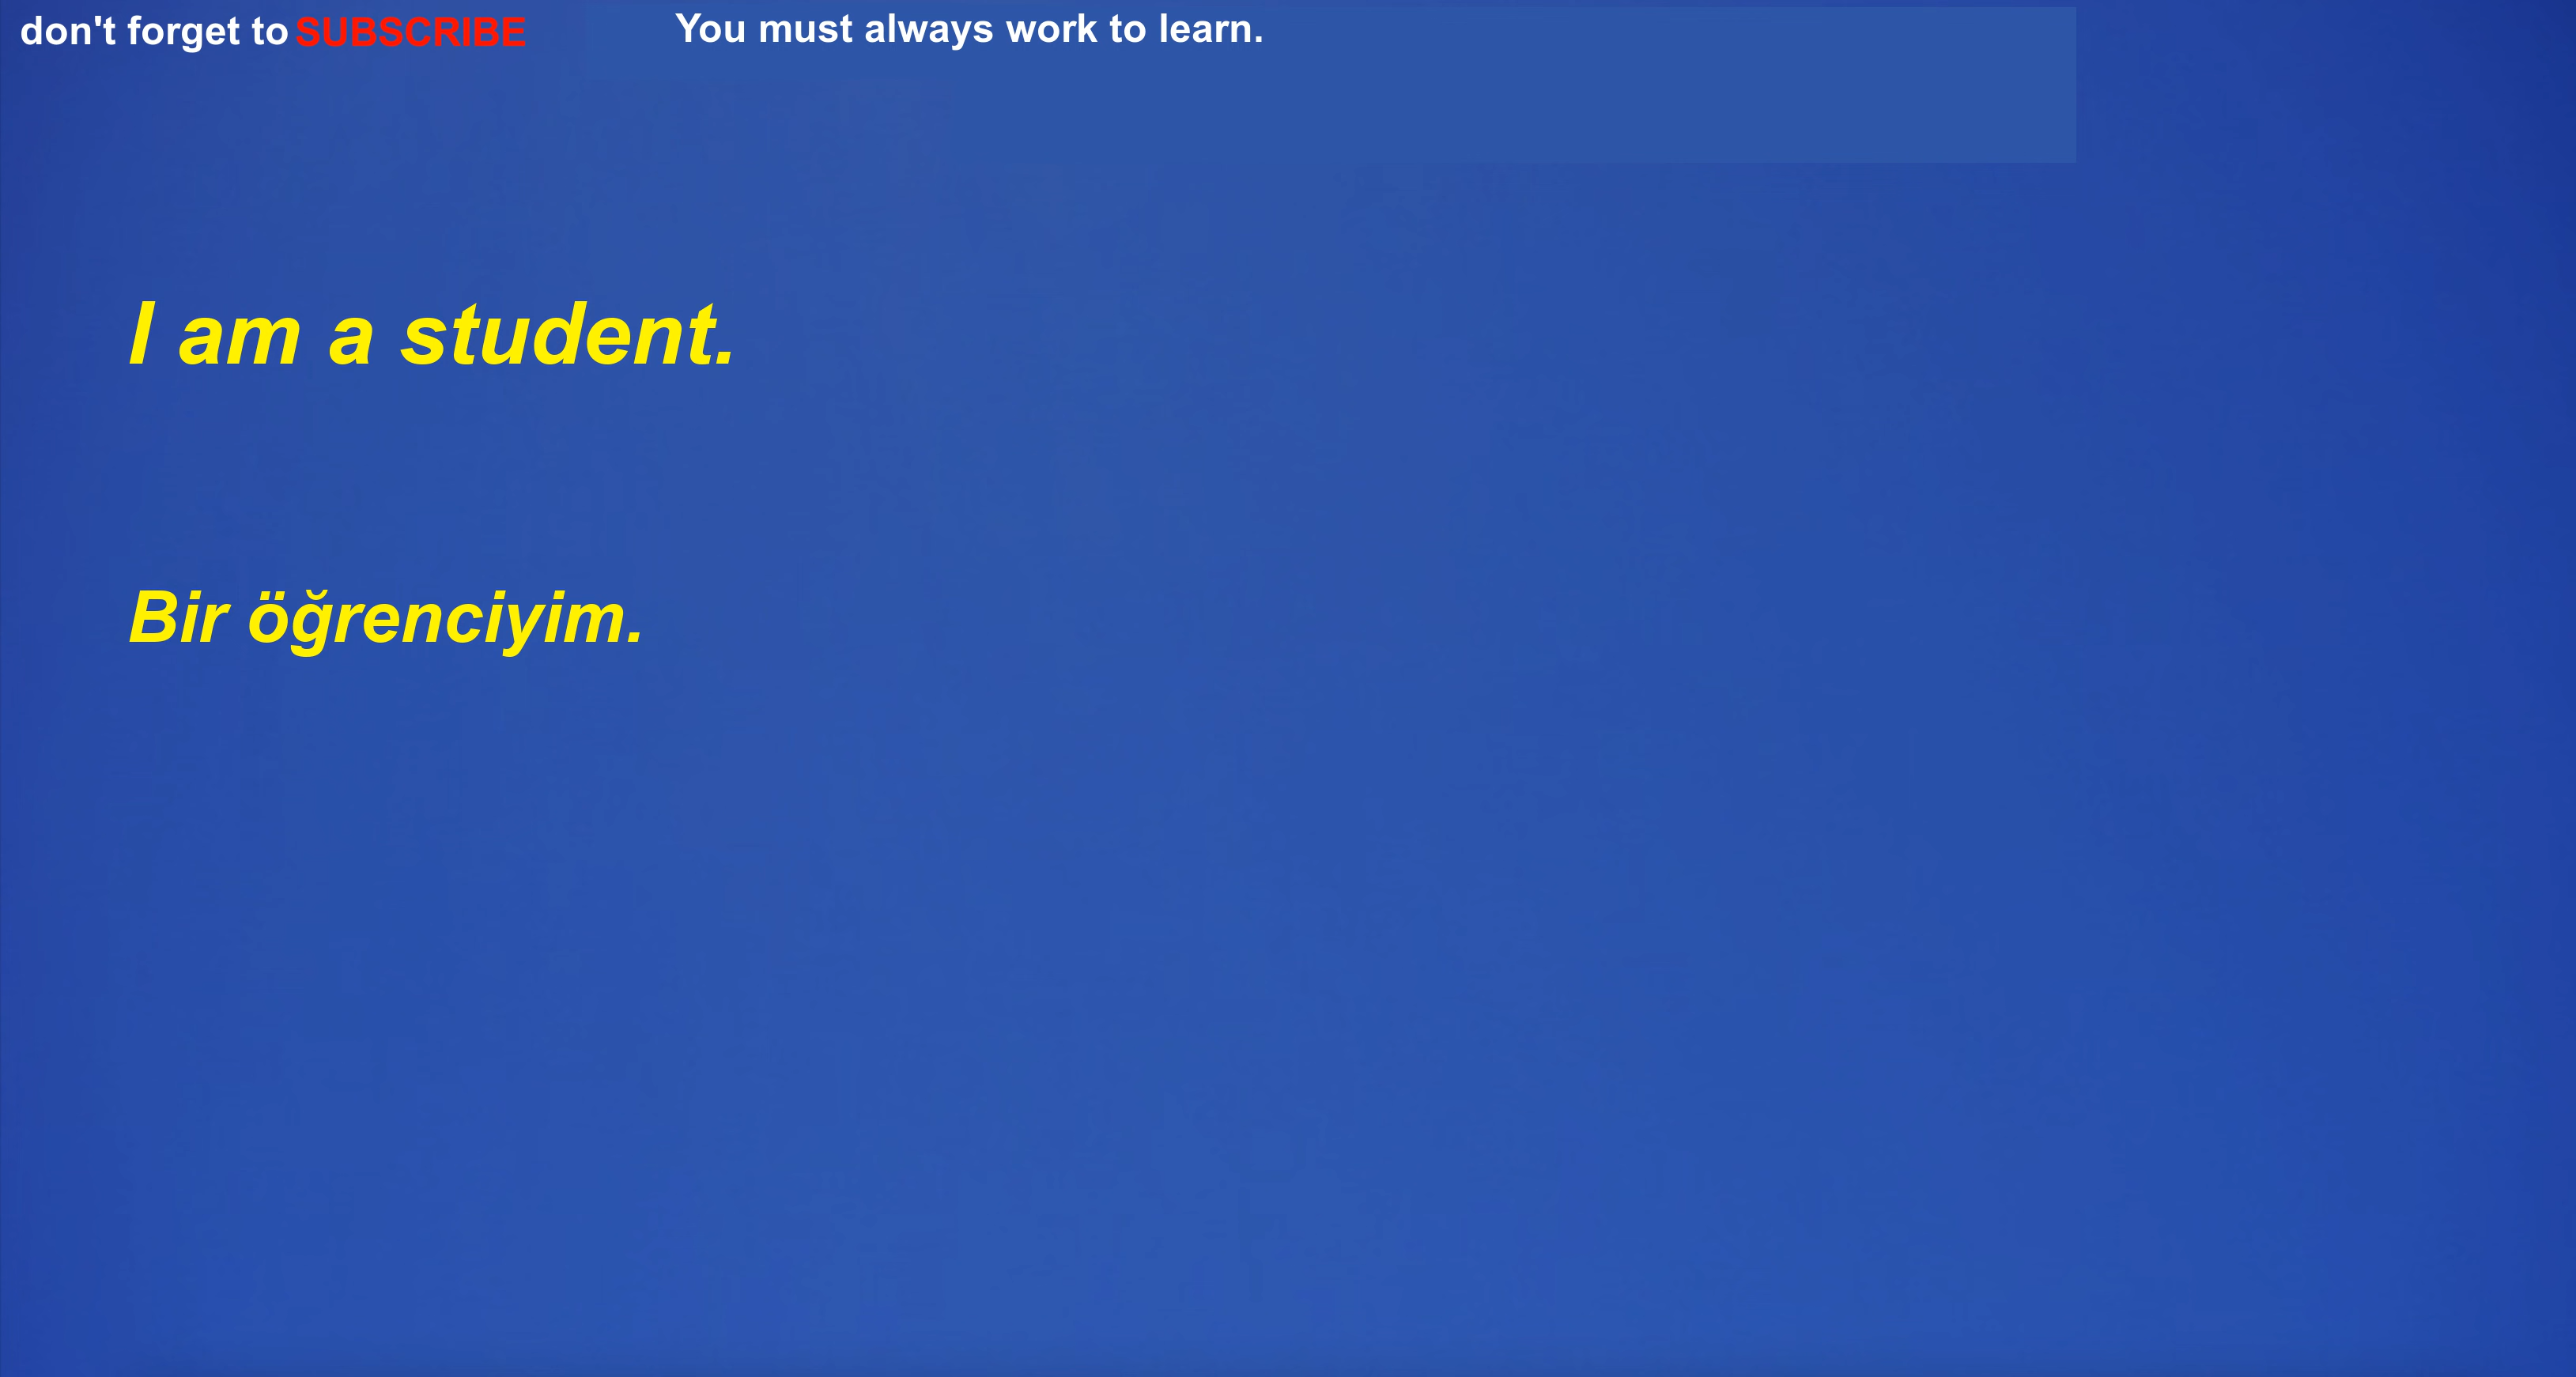 don't forget to SUBSCRIBE
You must always work to learn.
I am a student.
Bir öğrenciyim.